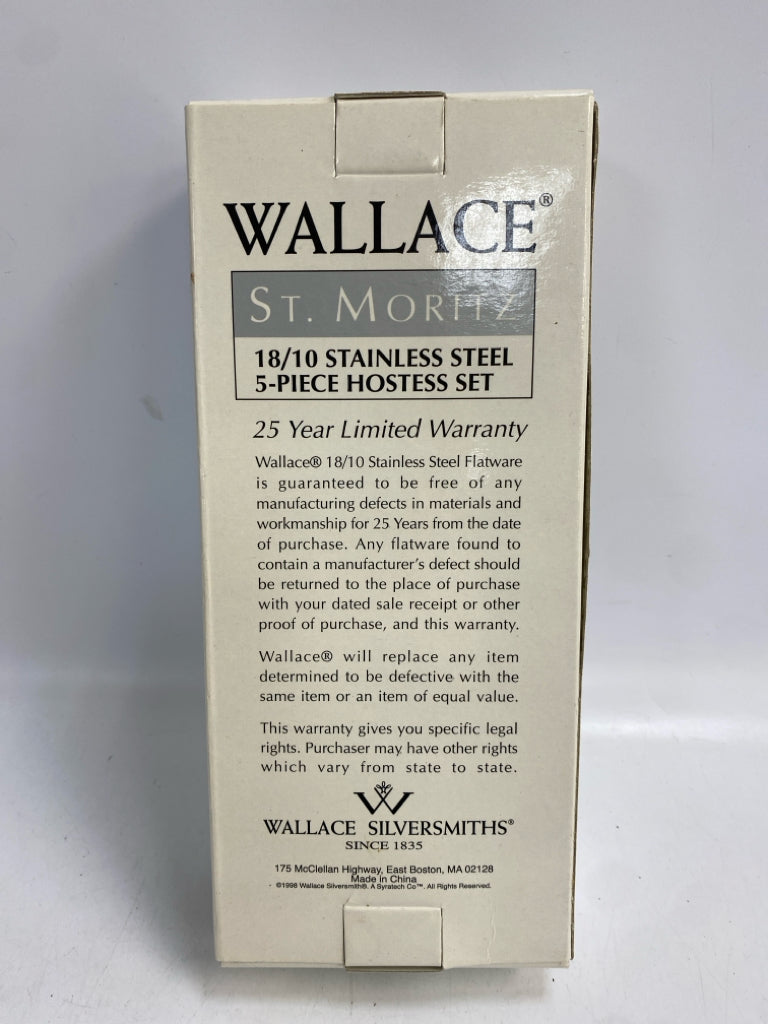 WALLACE®
ST. MORITZ
18/10 STAINLESS STEEL
5-PIECE HOSTESS SET
25 Year Limited Warranty
Wallace® 18/10 Stainless Steel Flatware
is guaranteed to be free of any
manufacturing defects in materials and
workmanship for 25 Years from the date
of purchase. Any flatware found to
contain a manufacturer's defect should
be returned to the place of purchase
with your dated sale receipt or other
proof of purchase, and this warranty.
Wallace® will replace any item
determined to be defective with the
same item or an item of equal value.
This warranty gives you specific legal
rights. Purchaser may have other rights
which vary from state to state.
W
WALLACE SILVERSMITHS®
SINCE 1835
175 McClellan Highway, East Boston, MA 02128
Made in China
©1998 Wallace Silversmiths®. A Syratech Co™. All Rights Reserved.